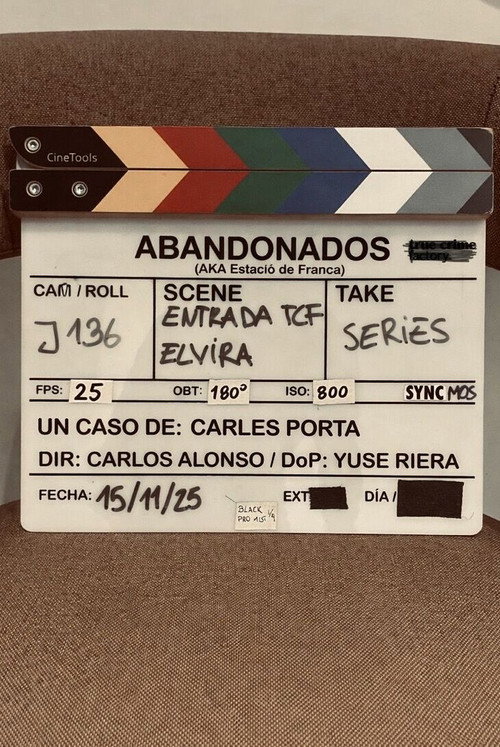 CineTools
ABANDONADOS
true crime
factory
(AKA Estació de Franca)
CAM / ROLL
SCENE
TAKE
J136
ENTRADA TCF
ELVIRA
SERIES
FPS: 25
OBT: 180º
ISO: 800
SYNC MOS
UN CASO DE: CARLES PORTA
DIR: CARLOS ALONSO / DoP: YUSE RIERA
FECHA: 15/11/25
BLACK
PRO MIST 1/4
EXT
DÍA /